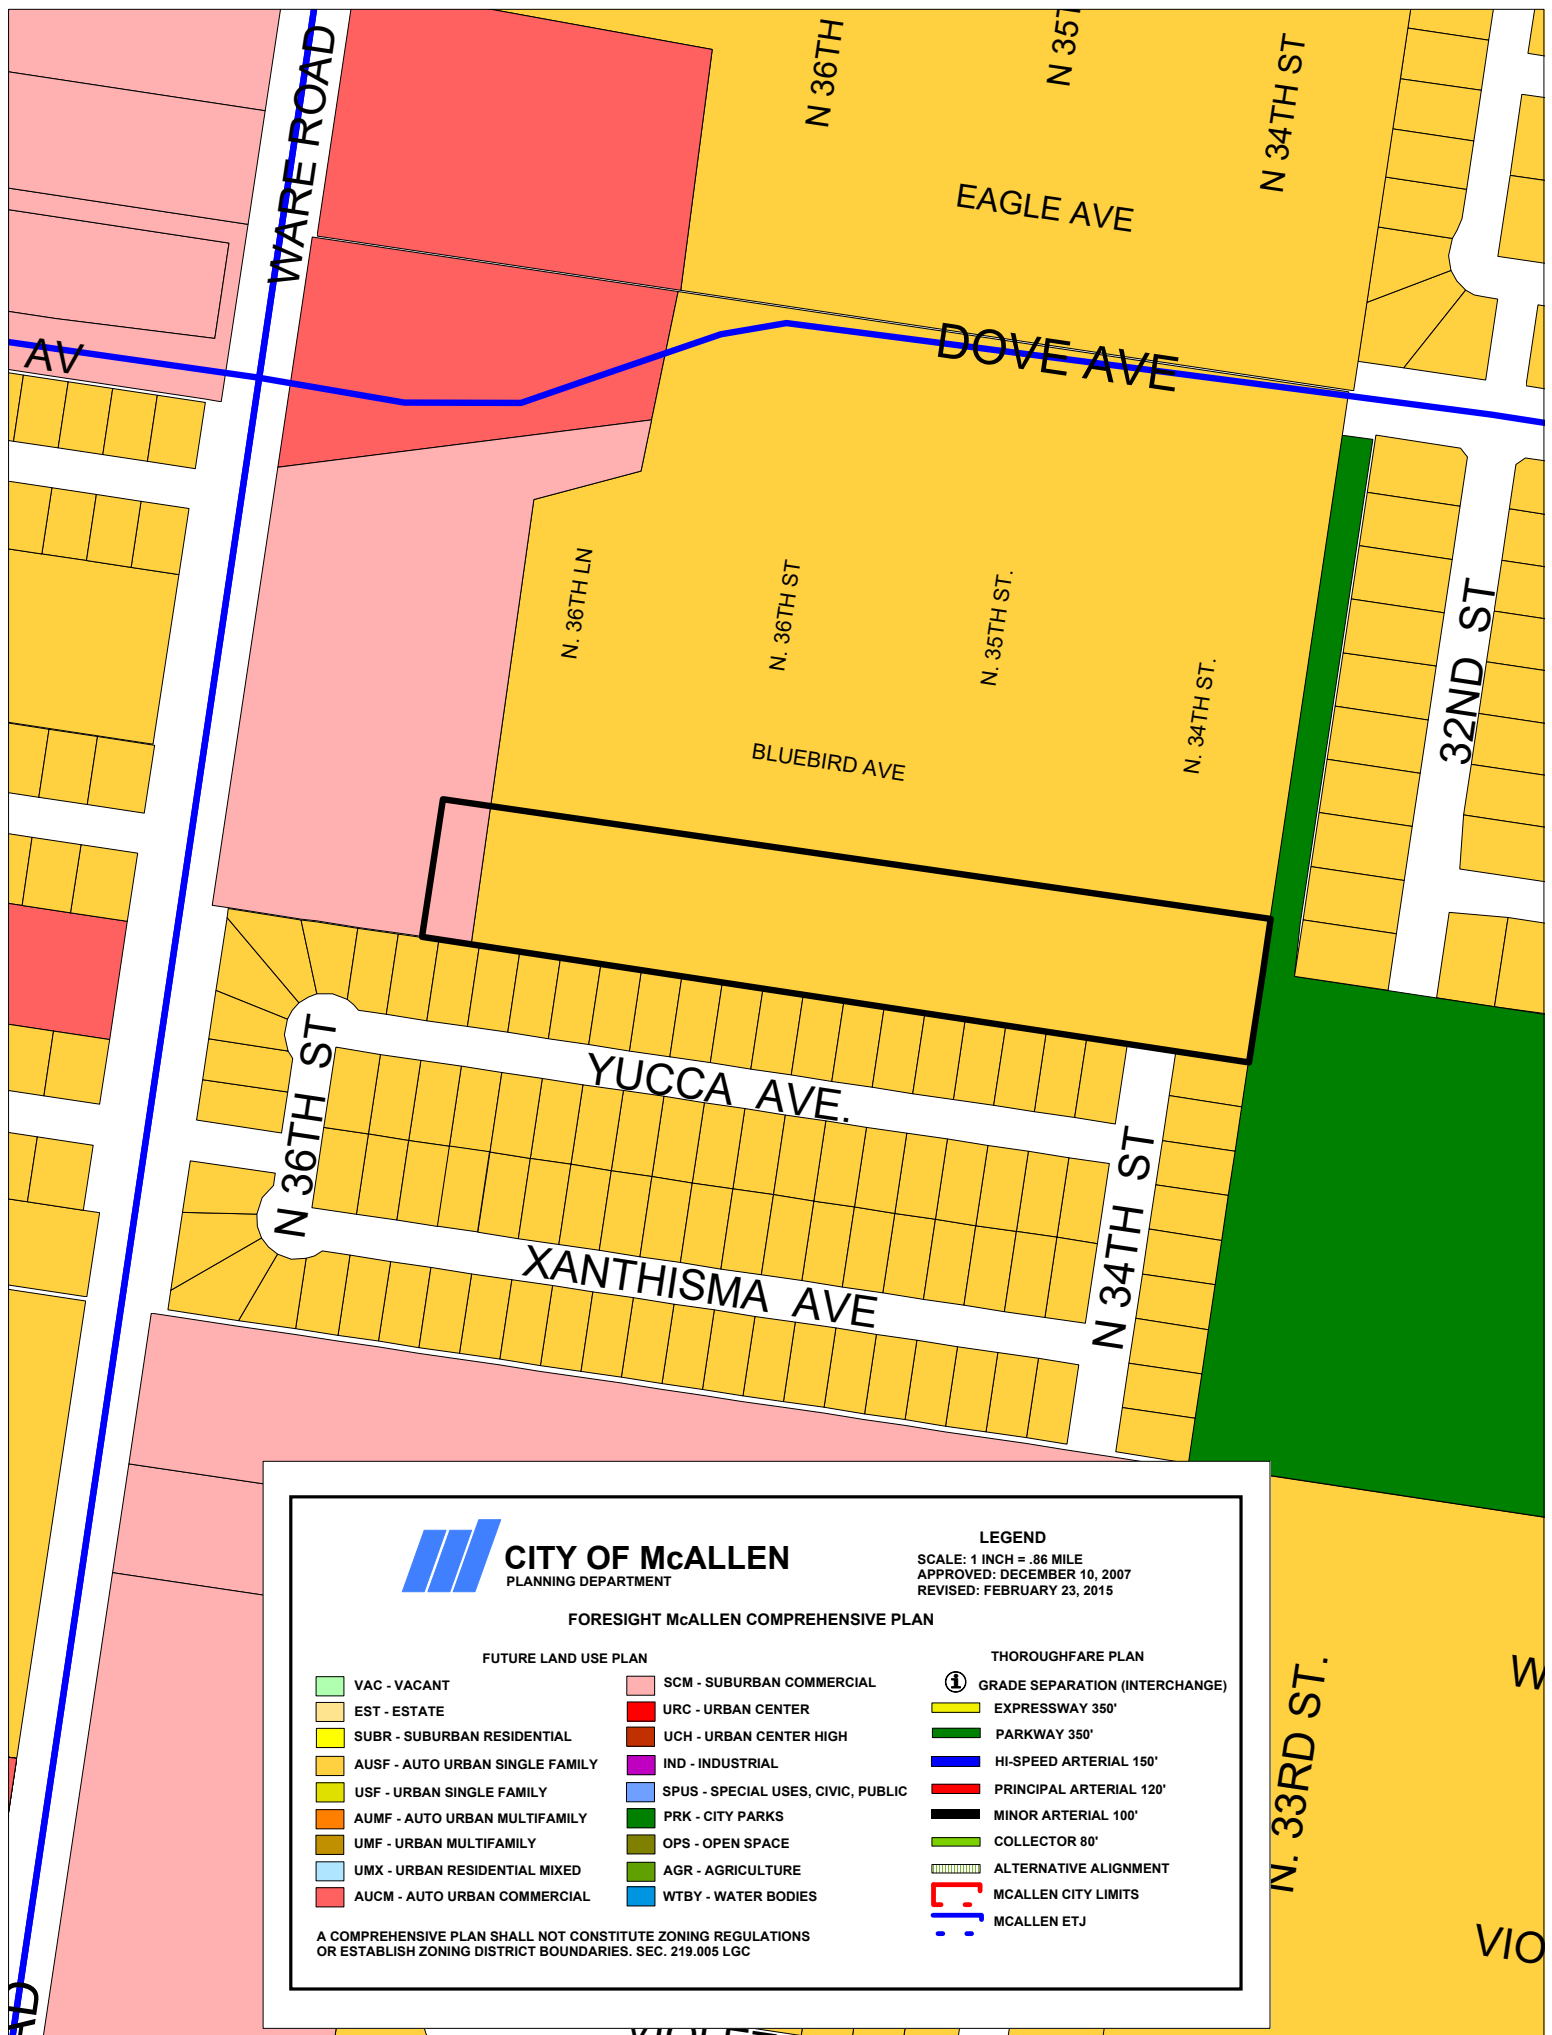 WARE ROAD
N 36TH
N 35T
N 34TH ST
EAGLE AVE
DOVE AVE
AV
N. 36TH LN
N. 36TH ST
N. 35TH ST.
N. 34TH ST.
32ND ST
BLUEBIRD AVE
YUCCA AVE.
N 36TH ST
N 34TH ST
XANTHISMA AVE
CITY OF McALLEN
PLANNING DEPARTMENT
LEGEND
SCALE: 1 INCH = .86 MILE
APPROVED: DECEMBER 10, 2007
REVISED: FEBRUARY 23, 2015
FORESIGHT McALLEN COMPREHENSIVE PLAN
FUTURE LAND USE PLAN
VAC - VACANT
EST - ESTATE
SUBR - SUBURBAN RESIDENTIAL
AUSF - AUTO URBAN SINGLE FAMILY
USF - URBAN SINGLE FAMILY
AUMF - AUTO URBAN MULTIFAMILY
UMF - URBAN MULTIFAMILY
UMX - URBAN RESIDENTIAL MIXED
AUCM - AUTO URBAN COMMERCIAL
SCM - SUBURBAN COMMERCIAL
URC - URBAN CENTER
UCH - URBAN CENTER HIGH
IND - INDUSTRIAL
SPUS - SPECIAL USES, CIVIC, PUBLIC
PRK - CITY PARKS
OPS - OPEN SPACE
AGR - AGRICULTURE
WTBY - WATER BODIES
THOROUGHFARE PLAN
GRADE SEPARATION (INTERCHANGE)
EXPRESSWAY 350'
PARKWAY 350'
HI-SPEED ARTERIAL 150'
PRINCIPAL ARTERIAL 120'
MINOR ARTERIAL 100'
COLLECTOR 80'
ALTERNATIVE ALIGNMENT
MCALLEN CITY LIMITS
MCALLEN ETJ
A COMPREHENSIVE PLAN SHALL NOT CONSTITUTE ZONING REGULATIONS
OR ESTABLISH ZONING DISTRICT BOUNDARIES. SEC. 219.005 LGC
N. 33RD ST.
W
VIO
AD